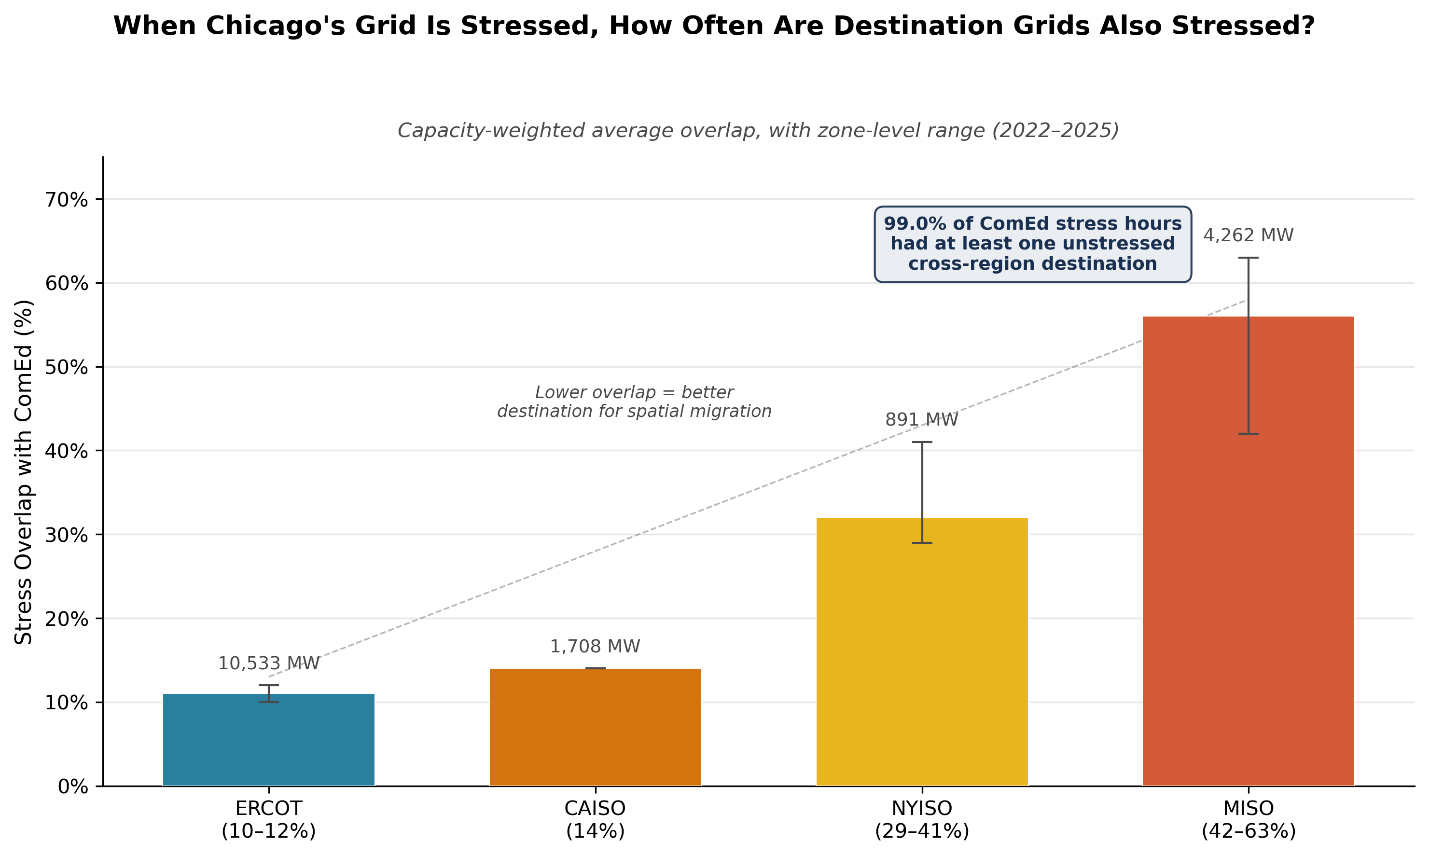 When Chicago's Grid Is Stressed, How Often Are Destination Grids Also Stressed?
Capacity-weighted average overlap, with zone-level range (2022–2025)
Stress Overlap with ComEd (%)
70%
60%
50%
40%
30%
20%
10%
0%
99.0% of ComEd stress hours
had at least one unstressed
cross-region destination
4,262 MW
Lower overlap = better
destination for spatial migration
891 MW
10,533 MW
1,708 MW
ERCOT
(10–12%)
CAISO
(14%)
NYISO
(29–41%)
MISO
(42–63%)